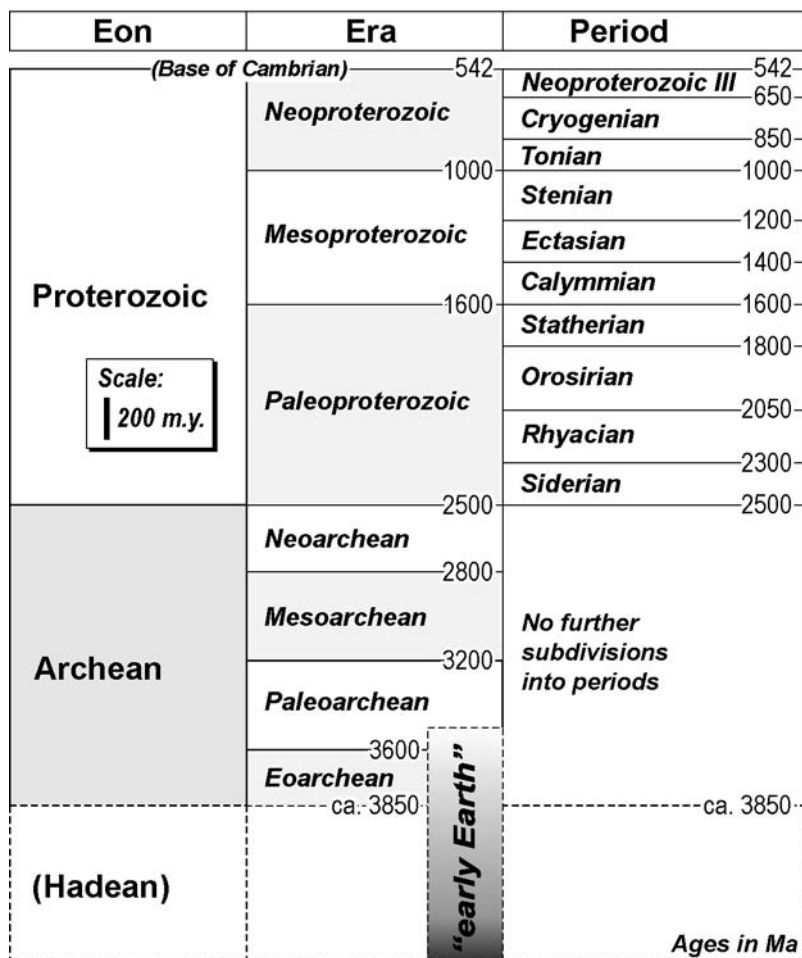 Eon Era Period
(Base of Cambrian) 542 542
Neoproterozoic III
650
Neoproterozoic
Cryogenian
850
Tonian
1000 1000
Stenian
1200
Mesoproterozoic
Ectasian
1400
Calymmian
Proterozoic
1600 1600
Statherian
1800
Scale:
200 m.y.
Paleoproterozoic
Orosirian
2050
Rhyacian
2300
Siderian
2500 2500
Neoarchean
2800
Mesoarchean
No further
subdivisions
into periods
3200
Archean
Paleoarchean
3600
Eoarchean
ca. 3850 ca. 3850
"early Earth"
(Hadean)
Ages in Ma